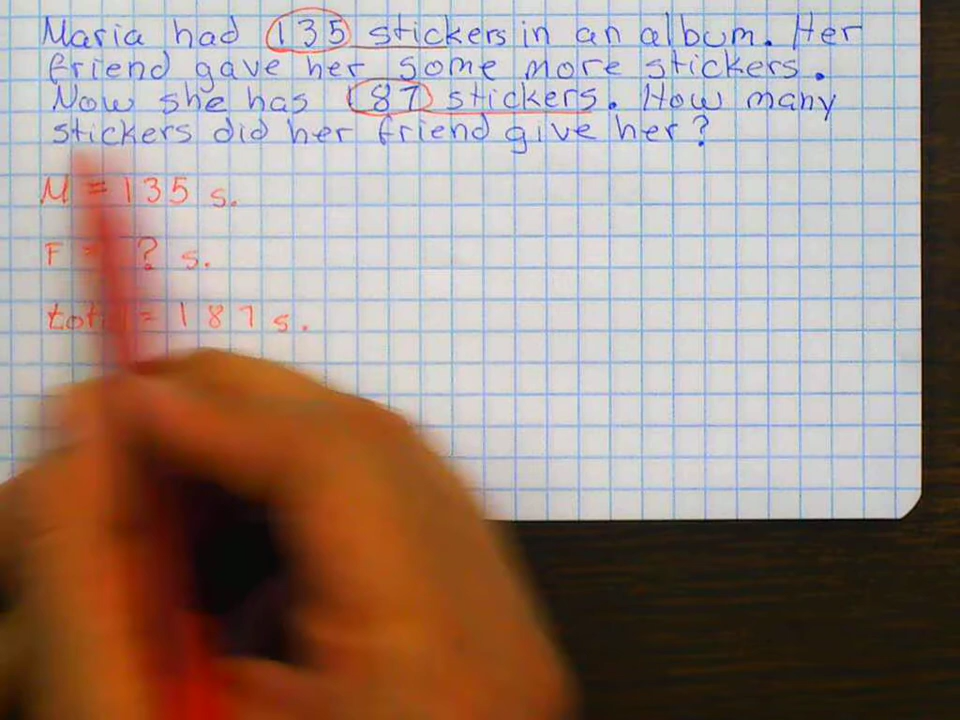 Maria had 135 stickers in an album. Her
friend gave her some more stickers.
Now she has 187 stickers. How many
stickers did her friend give her?
M = 135 s.
F = ? s.
total = 187 s.